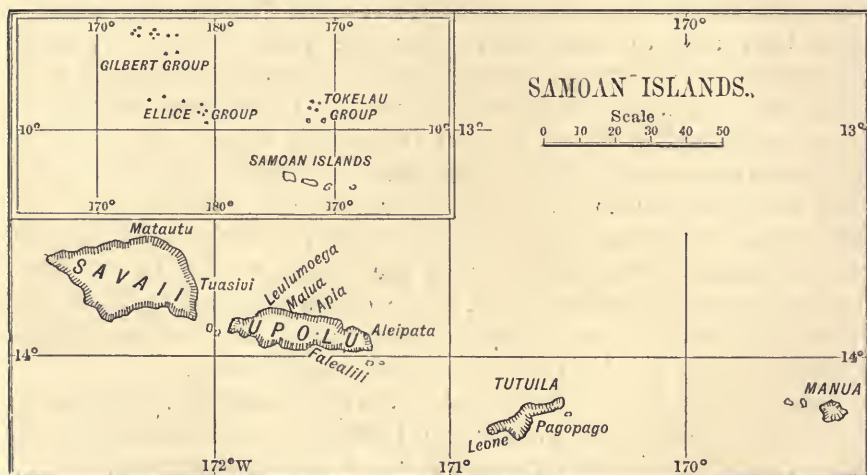 170° 180° 170° 170°
GILBERT GROUP
ELLICE GROUP
TOKELAU
GROUP
10° 10° 13° 13°
SAMOAN ISLANDS
170° 180° 170°
SAMOAN ISLANDS.
Scale
0 10 20 30 40 50
Matautu
SAVAII
Tuasivi
Leulumoega
Malua
Apia
UPOLU
Aleipata
Falealili
14° 14°
TUTUILA
Leone
Pagopago
MANUA
172°W 171° 170°